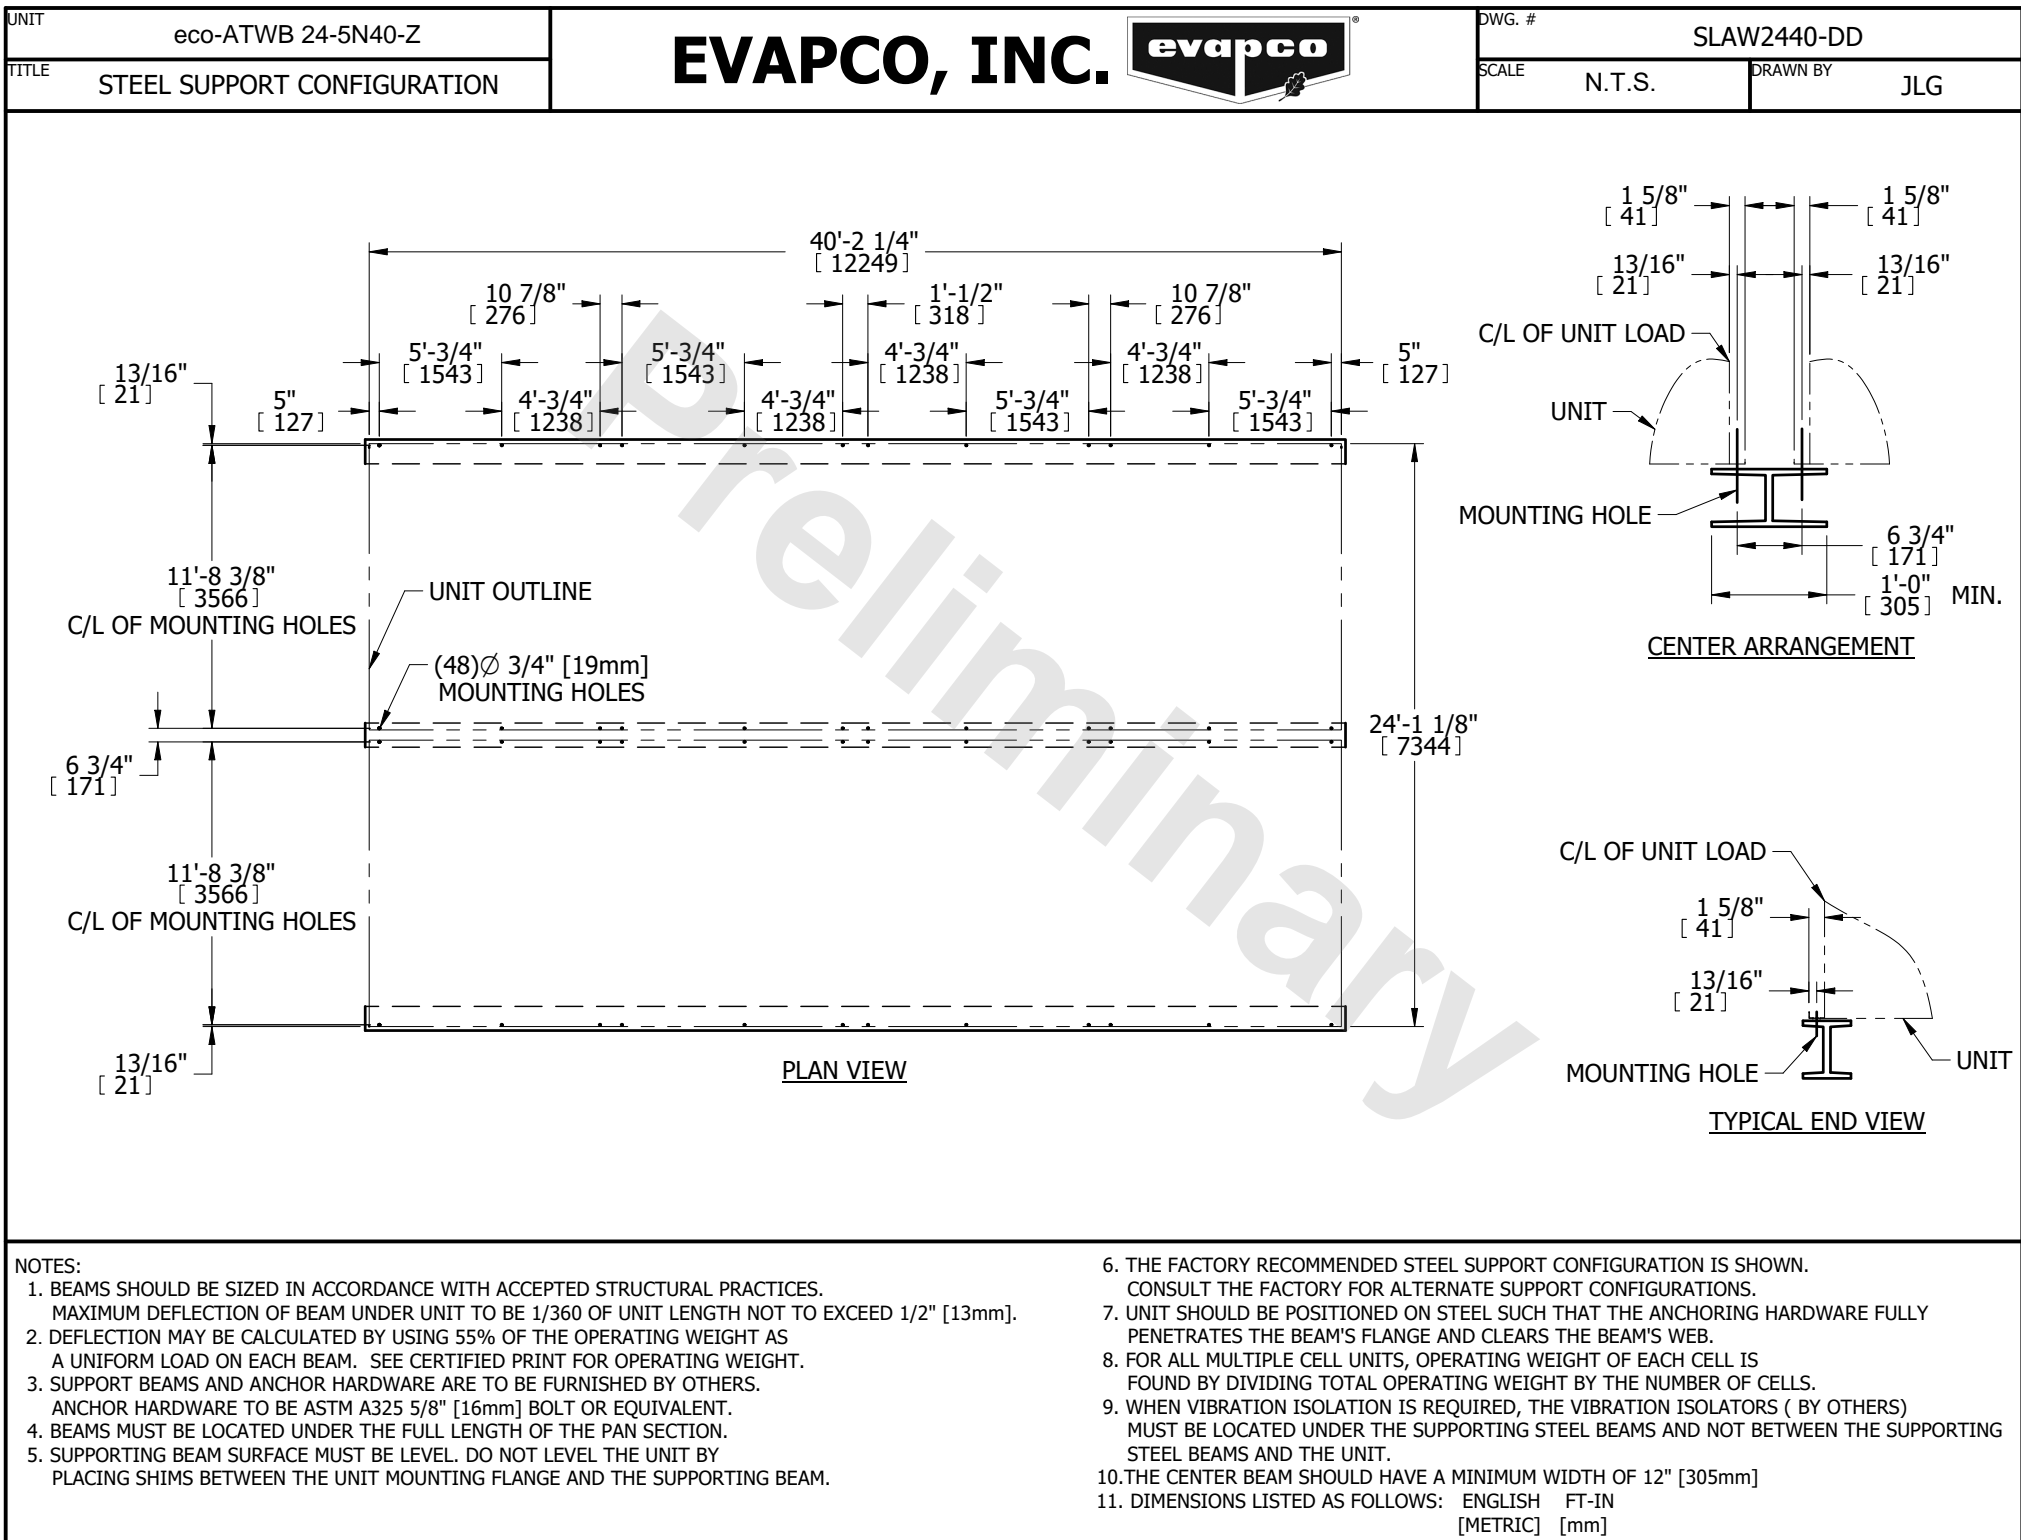 UNIT
eco-ATWB 24-5N40-Z
TITLE
STEEL SUPPORT CONFIGURATION
EVAPCO, INC.
evapco
®
DWG. #
SLAW2440-DD
SCALE
N.T.S.
DRAWN BY
JLG
40'-2 1/4"
[ 12249]
10 7/8"
[ 276]
1'-1/2"
[ 318 ]
10 7/8"
[ 276]
5'-3/4"
[ 1543]
5'-3/4"
[ 1543]
4'-3/4"
[ 1238]
4'-3/4"
[ 1238]
5"
[ 127]
13/16"
[ 21]
5"
[ 127]
4'-3/4"
[ 1238]
4'-3/4"
[ 1238]
5'-3/4"
[ 1543]
5'-3/4"
[ 1543]
11'-8 3/8"
[ 3566]
C/L OF MOUNTING HOLES
UNIT OUTLINE
(48)Ø 3/4" [19mm]
MOUNTING HOLES
6 3/4"
[ 171]
24'-1 1/8"
[ 7344]
11'-8 3/8"
[ 3566]
C/L OF MOUNTING HOLES
13/16"
[ 21]
PLAN VIEW
Preliminary
1 5/8"
[ 41]
1 5/8"
[ 41]
13/16"
[ 21]
13/16"
[ 21]
C/L OF UNIT LOAD
UNIT
MOUNTING HOLE
6 3/4"
[ 171]
1'-0"
[ 305] MIN.
CENTER ARRANGEMENT
C/L OF UNIT LOAD
1 5/8"
[ 41]
13/16"
[ 21]
MOUNTING HOLE
UNIT
TYPICAL END VIEW
NOTES:
1. BEAMS SHOULD BE SIZED IN ACCORDANCE WITH ACCEPTED STRUCTURAL PRACTICES.
MAXIMUM DEFLECTION OF BEAM UNDER UNIT TO BE 1/360 OF UNIT LENGTH NOT TO EXCEED 1/2" [13mm].
2. DEFLECTION MAY BE CALCULATED BY USING 55% OF THE OPERATING WEIGHT AS
A UNIFORM LOAD ON EACH BEAM. SEE CERTIFIED PRINT FOR OPERATING WEIGHT.
3. SUPPORT BEAMS AND ANCHOR HARDWARE ARE TO BE FURNISHED BY OTHERS.
ANCHOR HARDWARE TO BE ASTM A325 5/8" [16mm] BOLT OR EQUIVALENT.
4. BEAMS MUST BE LOCATED UNDER THE FULL LENGTH OF THE PAN SECTION.
5. SUPPORTING BEAM SURFACE MUST BE LEVEL. DO NOT LEVEL THE UNIT BY
PLACING SHIMS BETWEEN THE UNIT MOUNTING FLANGE AND THE SUPPORTING BEAM.
6. THE FACTORY RECOMMENDED STEEL SUPPORT CONFIGURATION IS SHOWN.
CONSULT THE FACTORY FOR ALTERNATE SUPPORT CONFIGURATIONS.
7. UNIT SHOULD BE POSITIONED ON STEEL SUCH THAT THE ANCHORING HARDWARE FULLY
PENETRATES THE BEAM'S FLANGE AND CLEARS THE BEAM'S WEB.
8. FOR ALL MULTIPLE CELL UNITS, OPERATING WEIGHT OF EACH CELL IS
FOUND BY DIVIDING TOTAL OPERATING WEIGHT BY THE NUMBER OF CELLS.
9. WHEN VIBRATION ISOLATION IS REQUIRED, THE VIBRATION ISOLATORS ( BY OTHERS)
MUST BE LOCATED UNDER THE SUPPORTING STEEL BEAMS AND NOT BETWEEN THE SUPPORTING
STEEL BEAMS AND THE UNIT.
10.THE CENTER BEAM SHOULD HAVE A MINIMUM WIDTH OF 12" [305mm]
11. DIMENSIONS LISTED AS FOLLOWS: ENGLISH FT-IN
[METRIC] [mm]